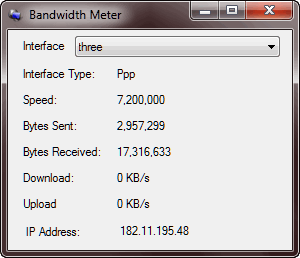 Bandwidth Meter
Interface three
Interface Type: Ppp
Speed: 7,200,000
Bytes Sent: 2,957,299
Bytes Received: 17,316,633
Download: 0 KB/s
Upload 0 KB/s
IP Address: 182.11.195.48